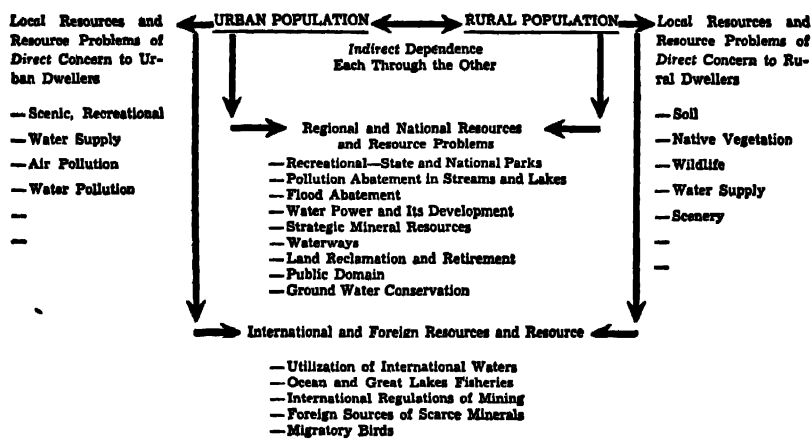 Local Resources and
Resource Problems of
Direct Concern to Ur-
ban Dwellers
— Scenic, Recreational
— Water Supply
— Air Pollution
— Water Pollution
—
—
URBAN POPULATION
RURAL POPULATION
Indirect Dependence
Each Through the Other
Local Resources and
Resource Problems of
Direct Concern to Ru-
ral Dwellers
— Soil
— Native Vegetation
— Wildlife
— Water Supply
— Scenery
—
—
Regional and National Resources
and Resource Problems
— Recreational—State and National Parks
— Pollution Abatement in Streams and Lakes
— Flood Abatement
— Water Power and Its Development
— Strategic Mineral Resources
— Waterways
— Land Reclamation and Retirement
— Public Domain
— Ground Water Conservation
International and Foreign Resources and Resource
— Utilization of International Waters
— Ocean and Great Lakes Fisheries
— International Regulations of Mining
— Foreign Sources of Scarce Minerals
— Migratory Birds